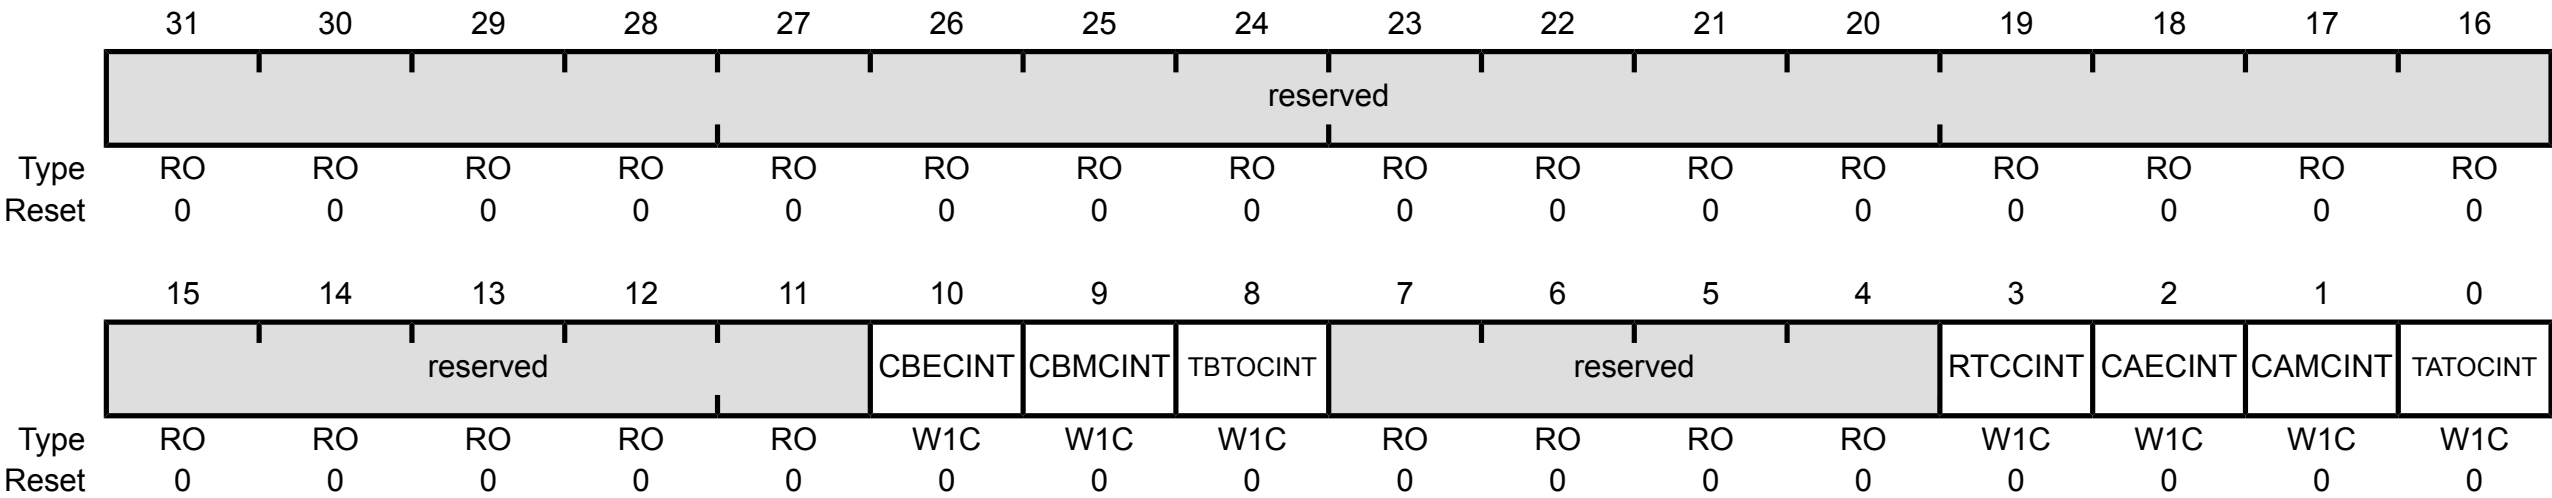 31 30 29 28 27 26 25 24 23 22 21 20 19 18 17 16
reserved
Type RO RO RO RO RO RO RO RO RO RO RO RO RO RO RO RO
Reset 0 0 0 0 0 0 0 0 0 0 0 0 0 0 0 0
15 14 13 12 11 10 9 8 7 6 5 4 3 2 1 0
reserved CBECINT CBMCINT TBTOCINT reserved RTCCINT CAECINT CAMCINT TATOCINT
Type RO RO RO RO RO W1C W1C W1C RO RO RO RO W1C W1C W1C W1C
Reset 0 0 0 0 0 0 0 0 0 0 0 0 0 0 0 0